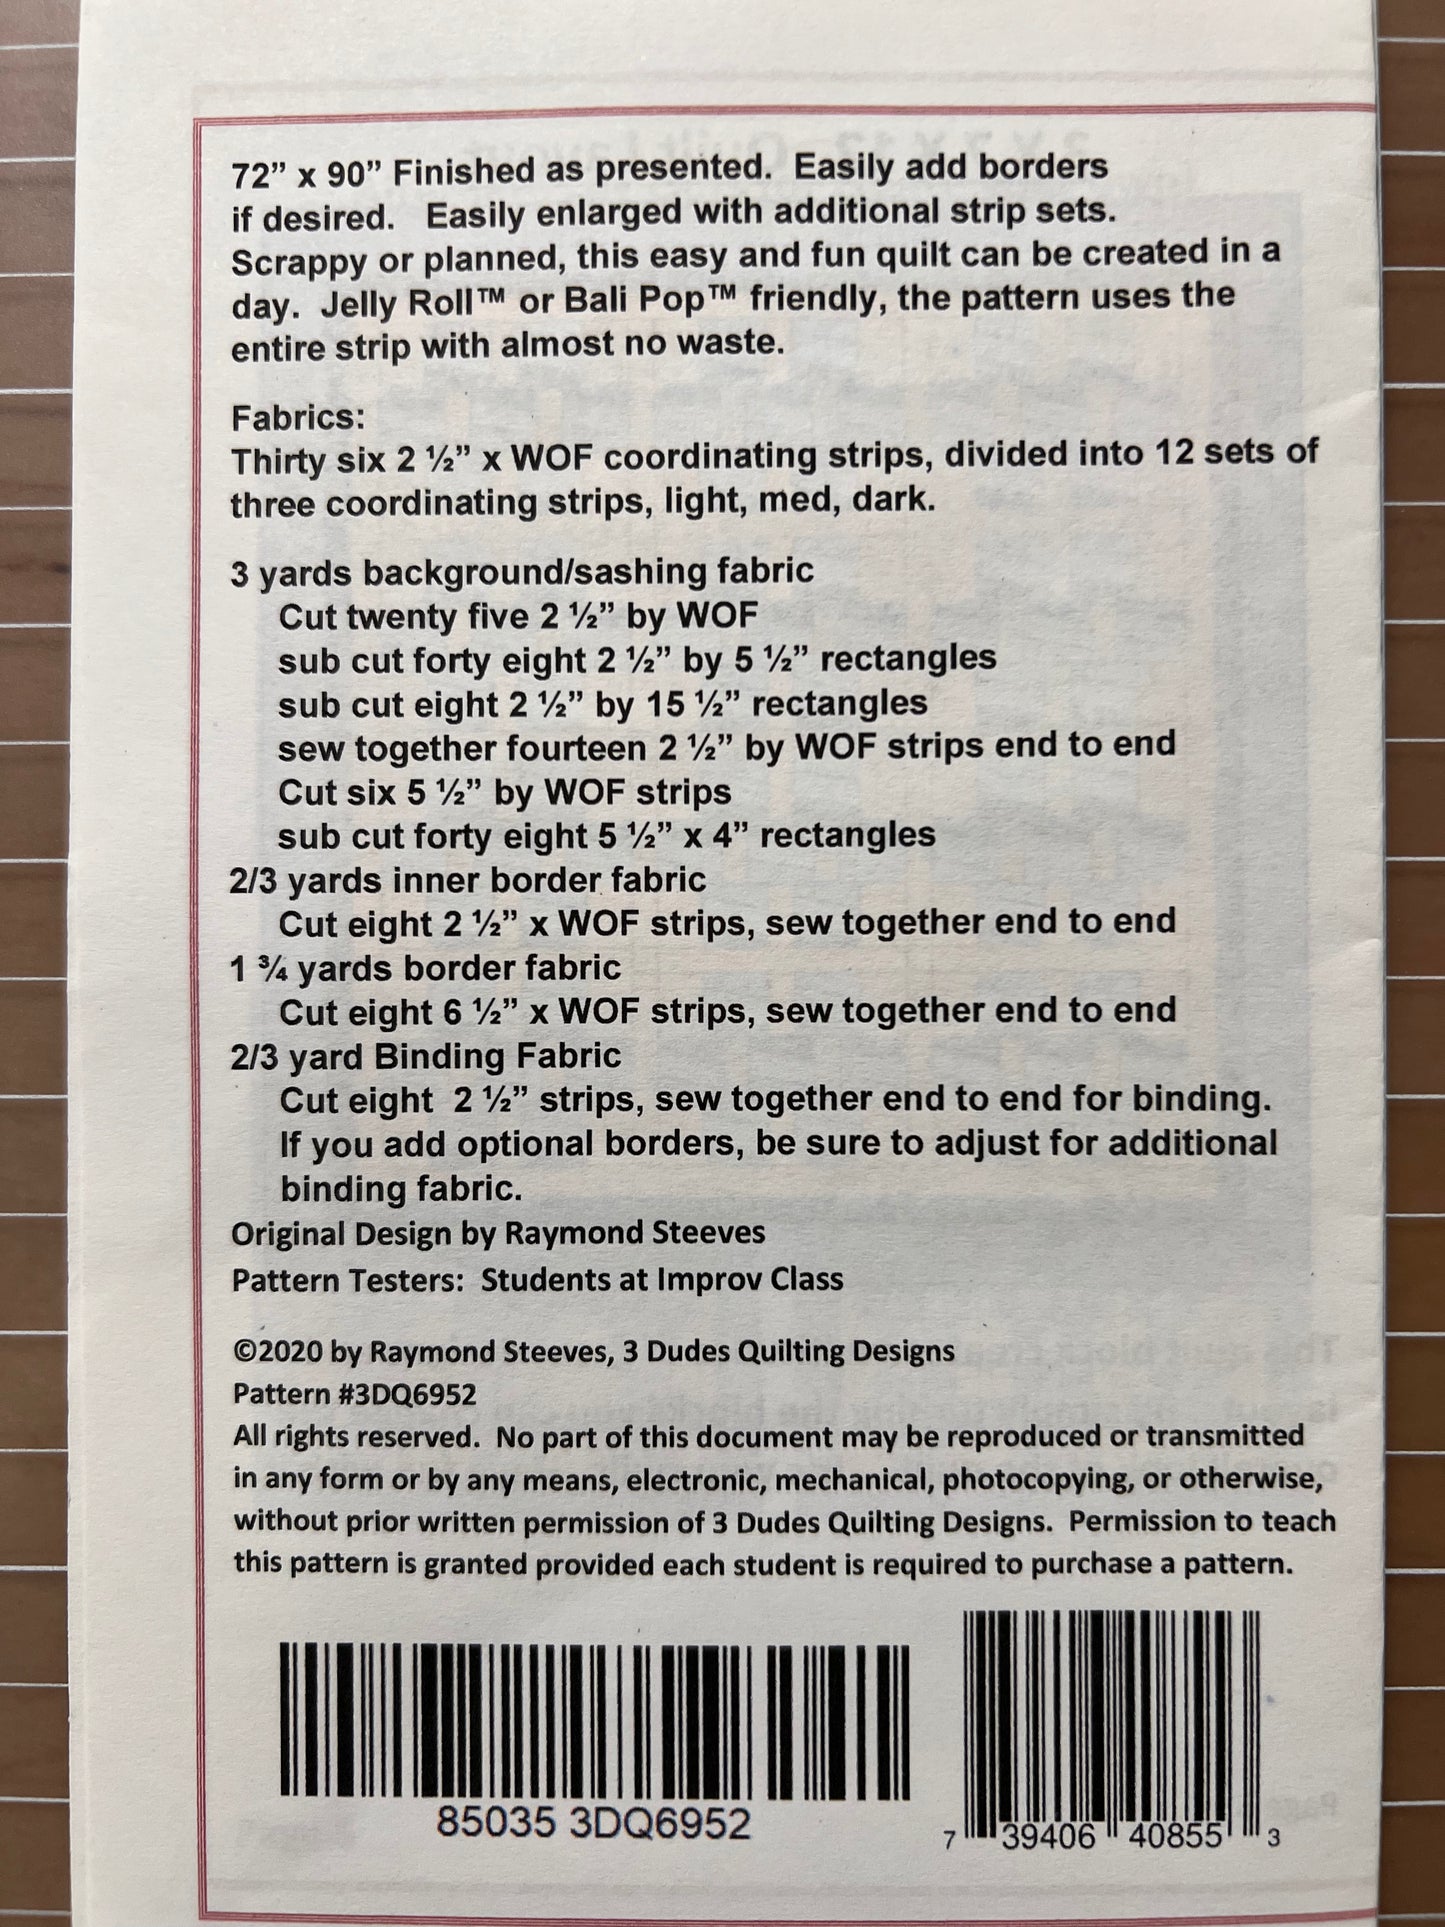 72” x 90” Finished as presented.  Easily add borders
if desired.   Easily enlarged with additional strip sets.
Scrappy or planned, this easy and fun quilt can be created in a
day.  Jelly Roll™ or Bali Pop™ friendly, the pattern uses the
entire strip with almost no waste.
Fabrics:
Thirty six 2 ½” x WOF coordinating strips, divided into 12 sets of
three coordinating strips, light, med, dark.
3 yards background/sashing fabric
Cut twenty five 2 ½” by WOF
sub cut forty eight 2 ½” by 5 ½” rectangles
sub cut eight 2 ½” by 15 ½” rectangles
sew together fourteen 2 ½” by WOF strips end to end
Cut six 5 ½” by WOF strips
sub cut forty eight 5 ½” x 4” rectangles
2/3 yards inner border fabric
Cut eight 2 ½” x WOF strips, sew together end to end
1 ¾ yards border fabric
Cut eight 6 ½” x WOF strips, sew together end to end
2/3 yard Binding Fabric
Cut eight  2 ½” strips, sew together end to end for binding.
If you add optional borders, be sure to adjust for additional
binding fabric.
Original Design by Raymond Steeves
Pattern Testers:  Students at Improv Class
©2020 by Raymond Steeves, 3 Dudes Quilting Designs
Pattern #3DQ6952
All rights reserved.  No part of this document may be reproduced or transmitted
in any form or by any means, electronic, mechanical, photocopying, or otherwise,
without prior written permission of 3 Dudes Quilting Designs.  Permission to teach
this pattern is granted provided each student is required to purchase a pattern.
85035 3DQ6952
7 39406 40855 3